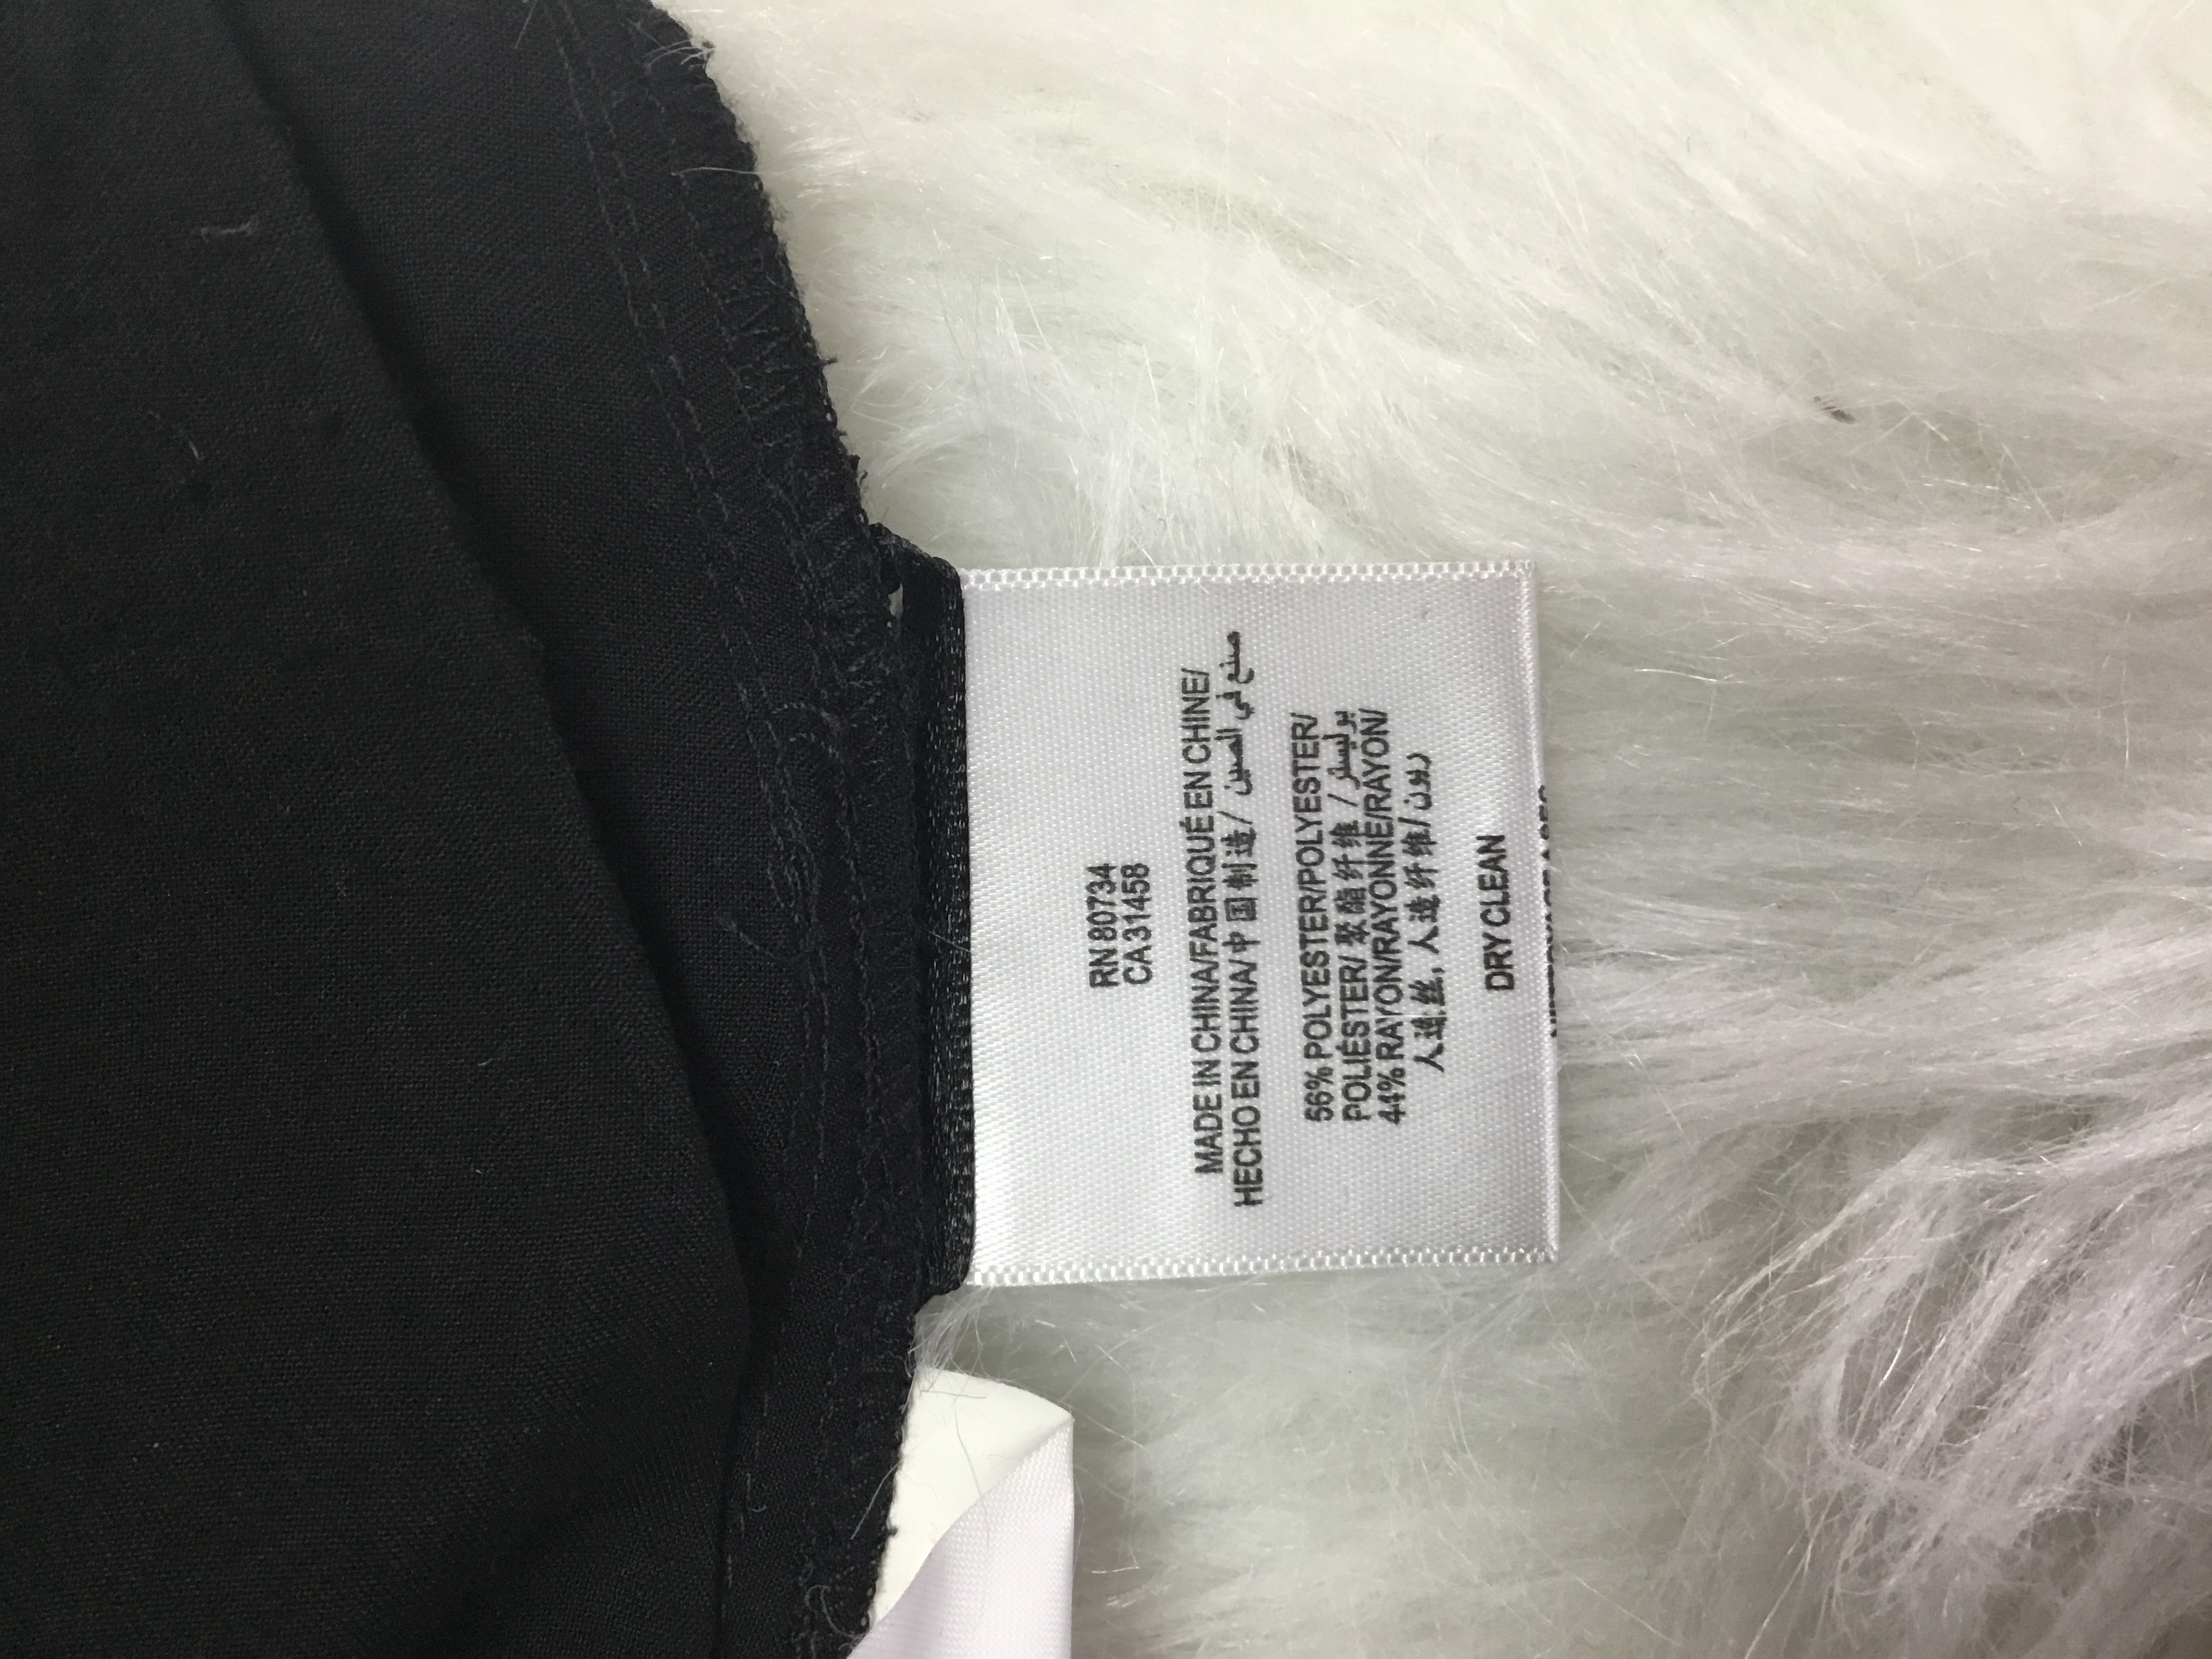 RN 80734
CA 31458
MADE IN CHINA/FABRIQUÉ EN CHINE/
HECHO EN CHINA/ 中国制造/ صنع في الصين
56% POLYESTER/POLYESTER/
POLIÉSTER/ 聚酯纤维 / بوليستر
44% RAYON/RAYONNE/RAYON/
人造丝, 人造纤维/ ريون
DRY CLEAN